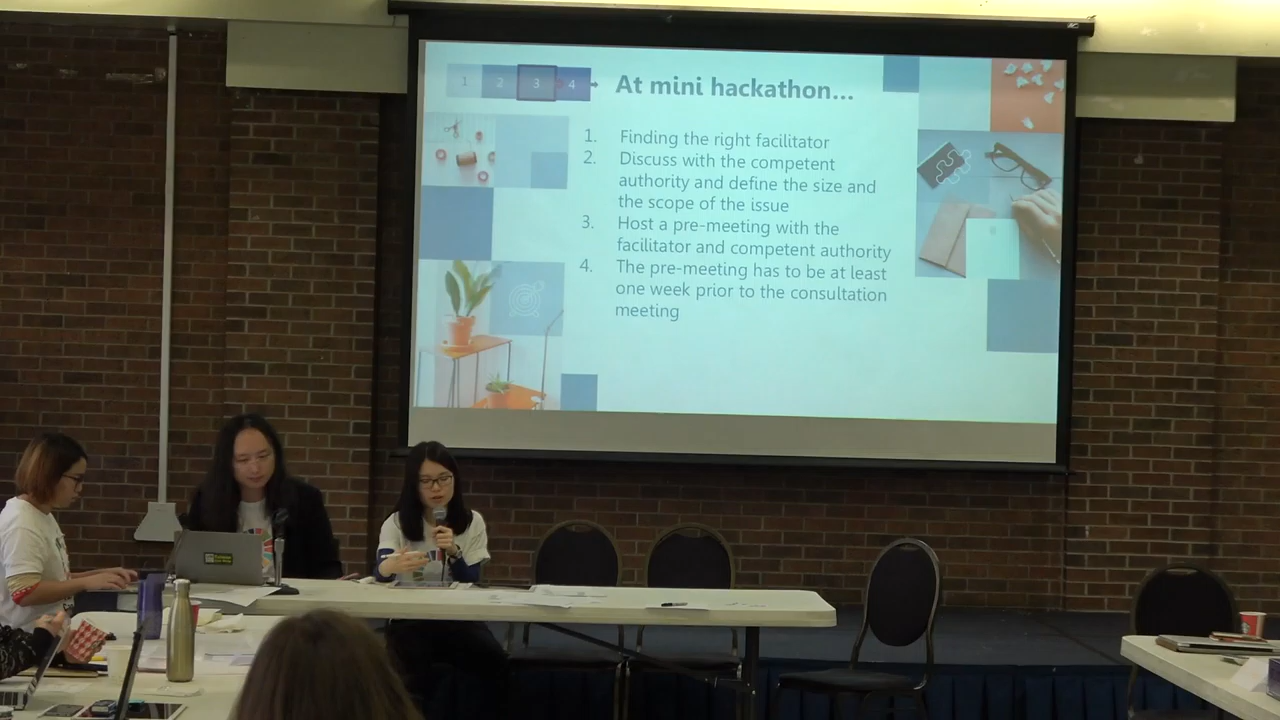 1 2 3 4
At mini hackathon...
1. Finding the right facilitator
2. Discuss with the competent
authority and define the size and
the scope of the issue
3. Host a pre-meeting with the
facilitator and competent authority
4. The pre-meeting has to be at least
one week prior to the consultation
meeting